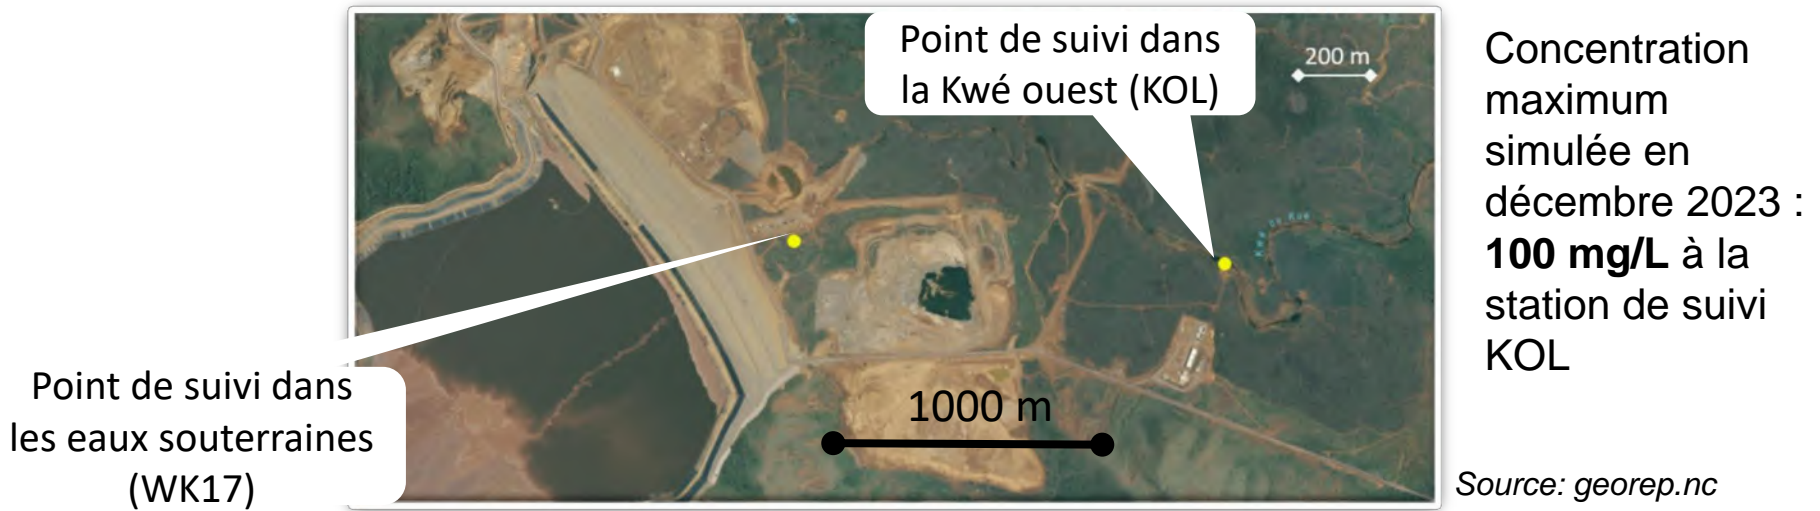 Point de suivi dans
la Kwé ouest (KOL)
200 m
Concentration
maximum
simulée en
décembre 2023 :
100 mg/L à la
station de suivi
KOL
Point de suivi dans
les eaux souterraines
(WK17)
1000 m
Source: georep.nc